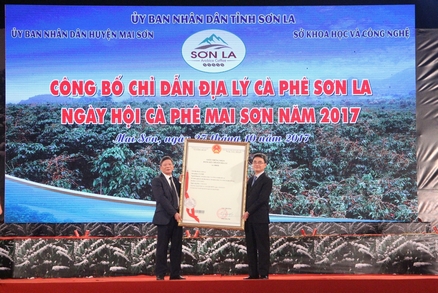 ỦY BAN NHÂN DÂN TỈNH SƠN LA
ỦY BAN NHÂN DÂN HUYỆN MAI SƠN
SỞ KHOA HỌC VÀ CÔNG NGHỆ
SƠN LA
CÔNG BỐ CHỈ DẪN ĐỊA LÝ CÀ PHÊ SƠN LA
NGÀY HỘI CÀ PHÊ MAI SƠN NĂM 2017
Mai Sơn, ngày 27 tháng 10 năm 2017